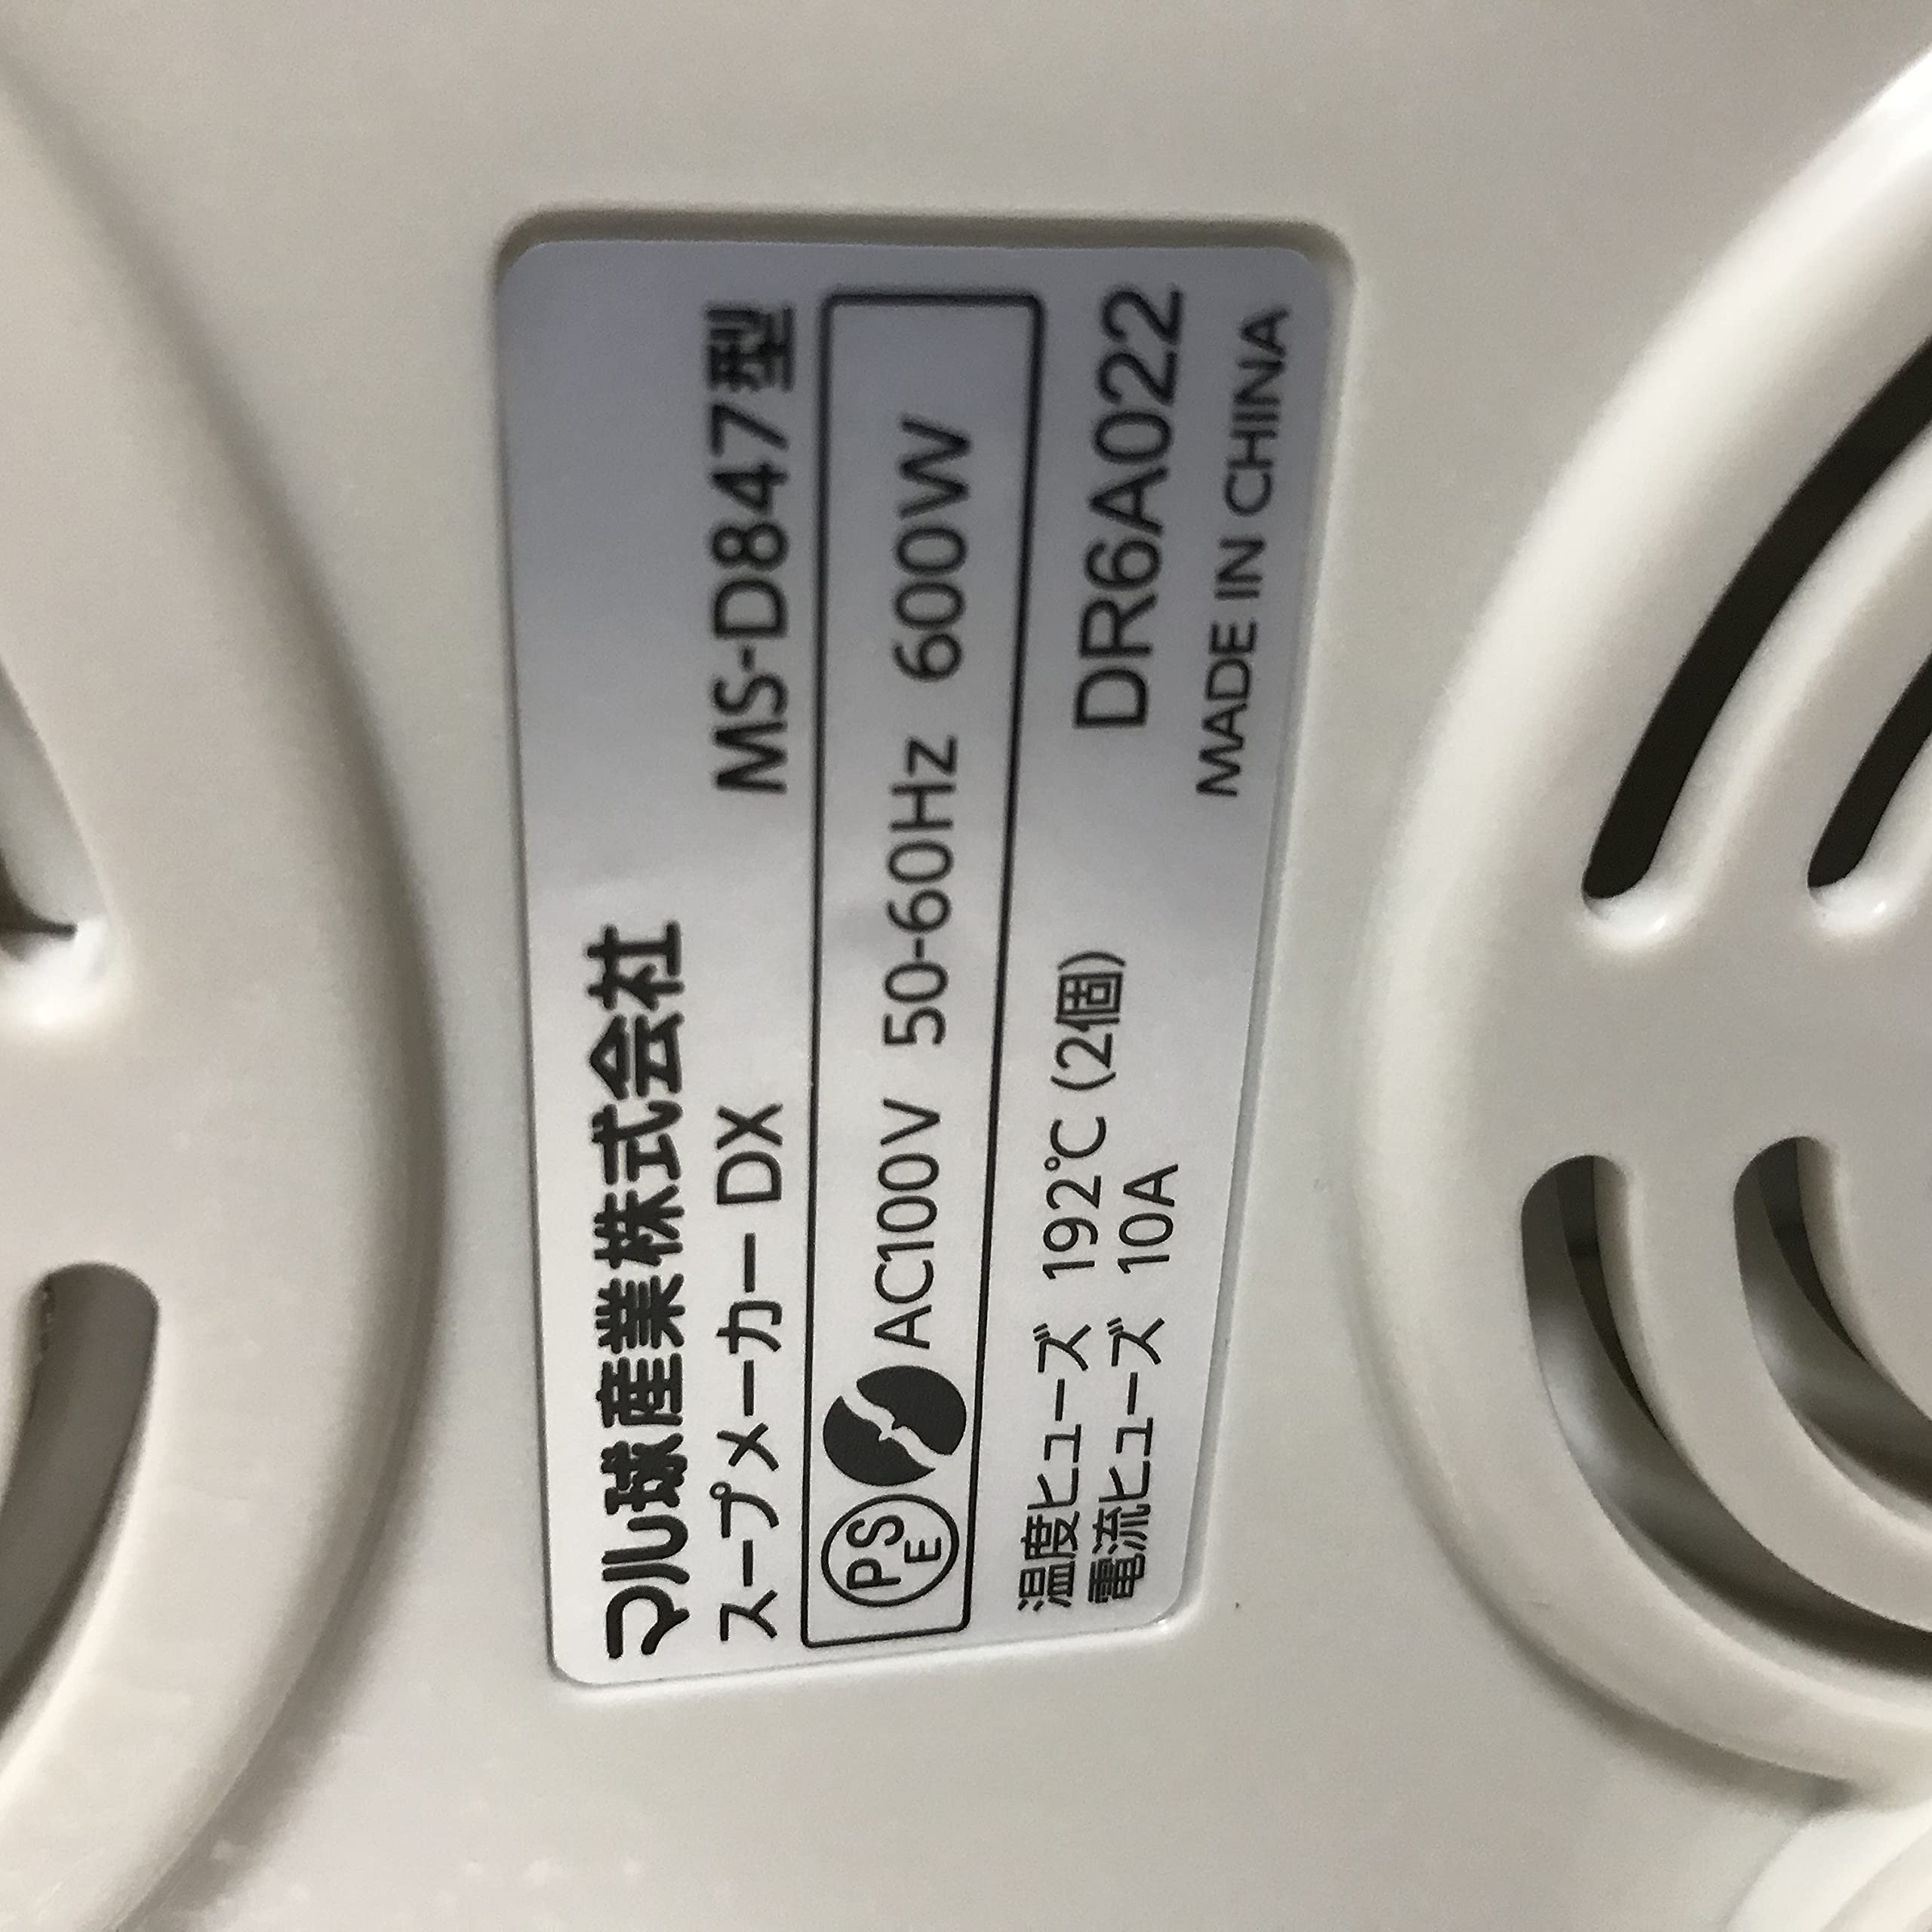 マルル球産業株式会社
スープメーカー DX MS-D847型
PSE AC100V 50-60Hz 600W
温度ヒューズ 192℃ (2個) DR6A022
電流ヒューズ 10A
MADE IN CHINA